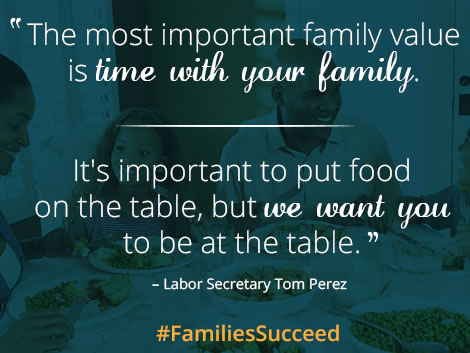 “ The most important family value
is time with your family.
It's important to put food
on the table, but we want you
to be at the table. ”
– Labor Secretary Tom Perez
#FamiliesSucceed